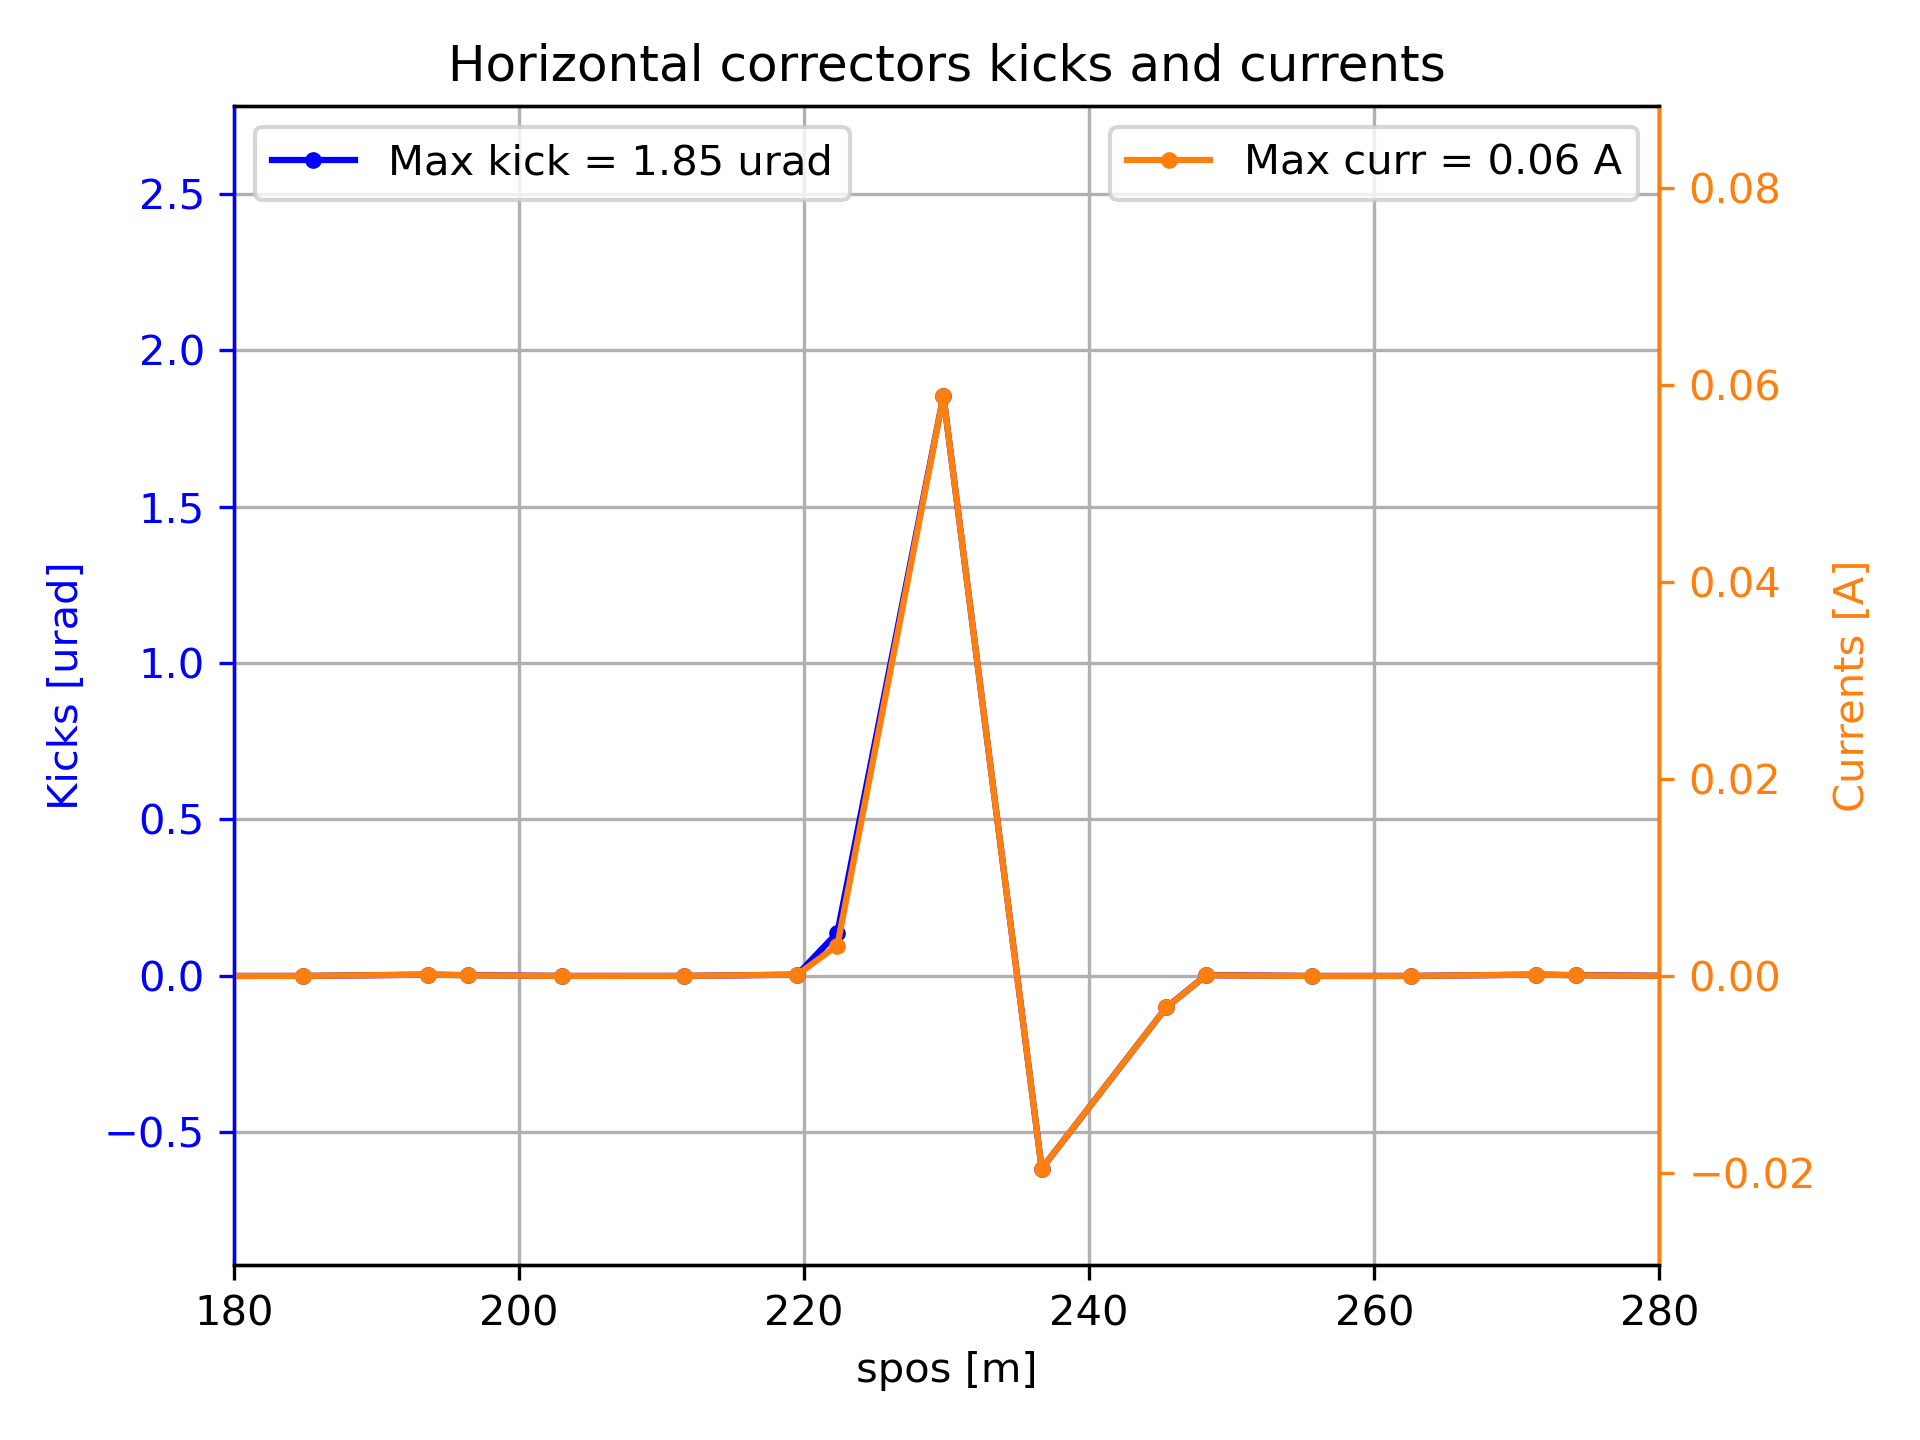 Horizontal correctors kicks and currents
Max kick = 1.85 urad
Max curr = 0.06 A
Kicks [urad]
2.5
2.0
1.5
1.0
0.5
0.0
−0.5
0.08
0.06
0.04
0.02
0.00
−0.02
Currents [A]
180 200 220 240 260 280
spos [m]